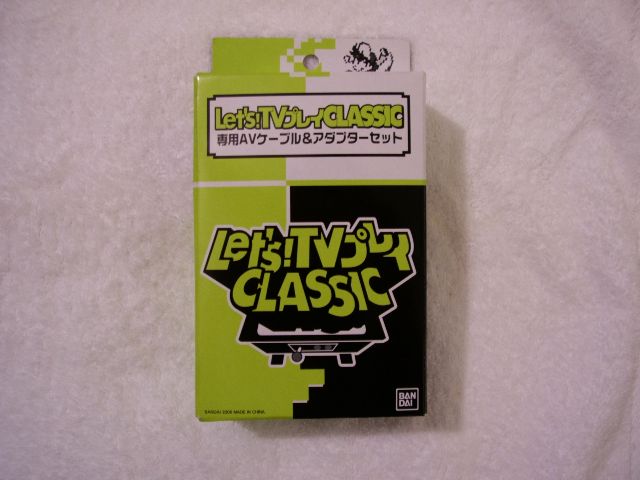 Let's!TVプレイCLASSIC
専用AVケーブル&アダプターセット
Let's!TVプレイ
CLASSIC
BAN
DAI
BANDAI 2006 MADE IN CHINA